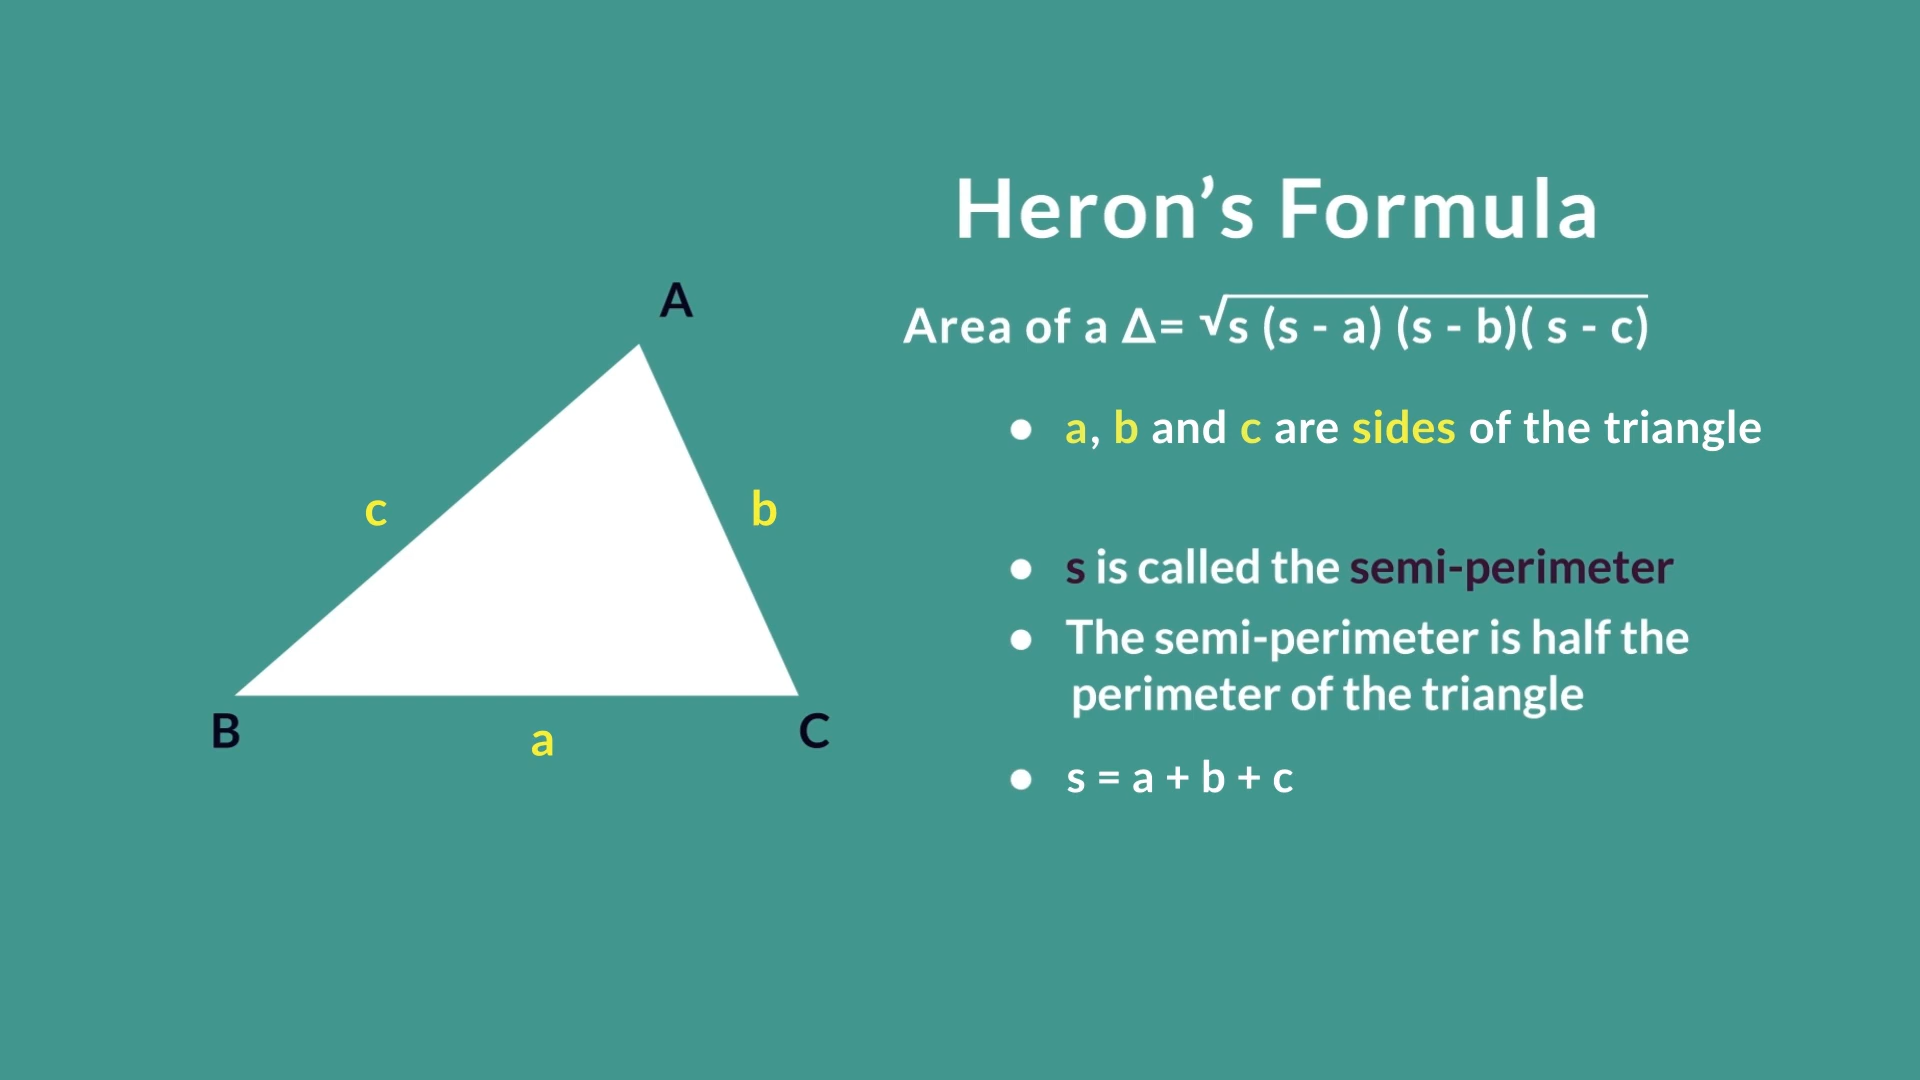 Heron’s Formula
A
Area of a Δ= √s (s - a) (s - b)( s - c)
● a, b and c are sides of the triangle
c
b
● s is called the semi-perimeter
● The semi-perimeter is half the
perimeter of the triangle
B
a
C
● s = a + b + c